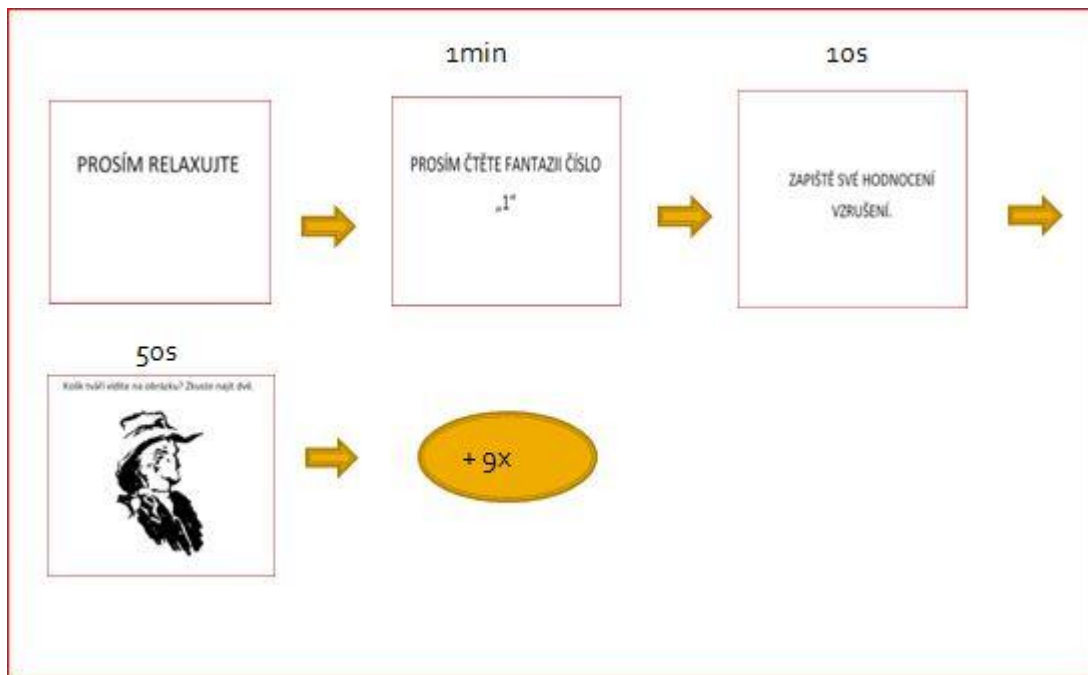 1min
10s
PROSÍM RELAXUJTE
PROSÍM ČTĚTE FANTAZII ČÍSLO
„1“
ZAPIŠTĚ SVÉ HODNOCENÍ
VZRUŠENÍ.
50s
Kolik tváří vidíte na obrázku? Zkuste najít dvě.
+ 9x